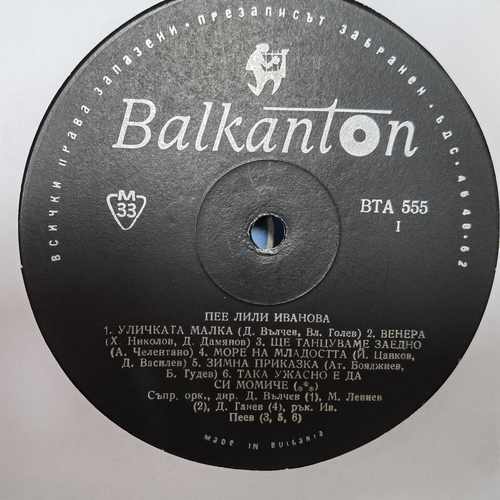 ВСИЧКИ ПРАВА ЗАПАЗЕНИ · ПРЕЗАПИСЪТ ЗАБРАНЕН · БДС · 4848-62
Balkanton
M
33
ВТА 555
I
ПЕЕ ЛИЛИ ИВАНОВА
1. УЛИЧКАТА МАЛКА (Д. Вълчев, Вл. Голев) 2. ВЕНЕРА
(Х. Николов, Д. Дамянов) 3. ЩЕ ТАНЦУВАМЕ ЗАЕДНО
(А. Челентано) 4. МОРЕ НА МЛАДОСТТА (Й. Цанков,
Д. Василев) 5. ЗИМНА ПРИКАЗКА (Ат. Бояджиев,
Б. Гудев) 6. ТАКА УЖАСНО Е ДА
СИ МОМИЧЕ (***)
Съпр. орк., дир. Д. Вълчев (1), М. Левиев
(2), Д. Ганев (4), рък. Ив.
Пеев (3, 5, 6)
MADE IN BULGARIA